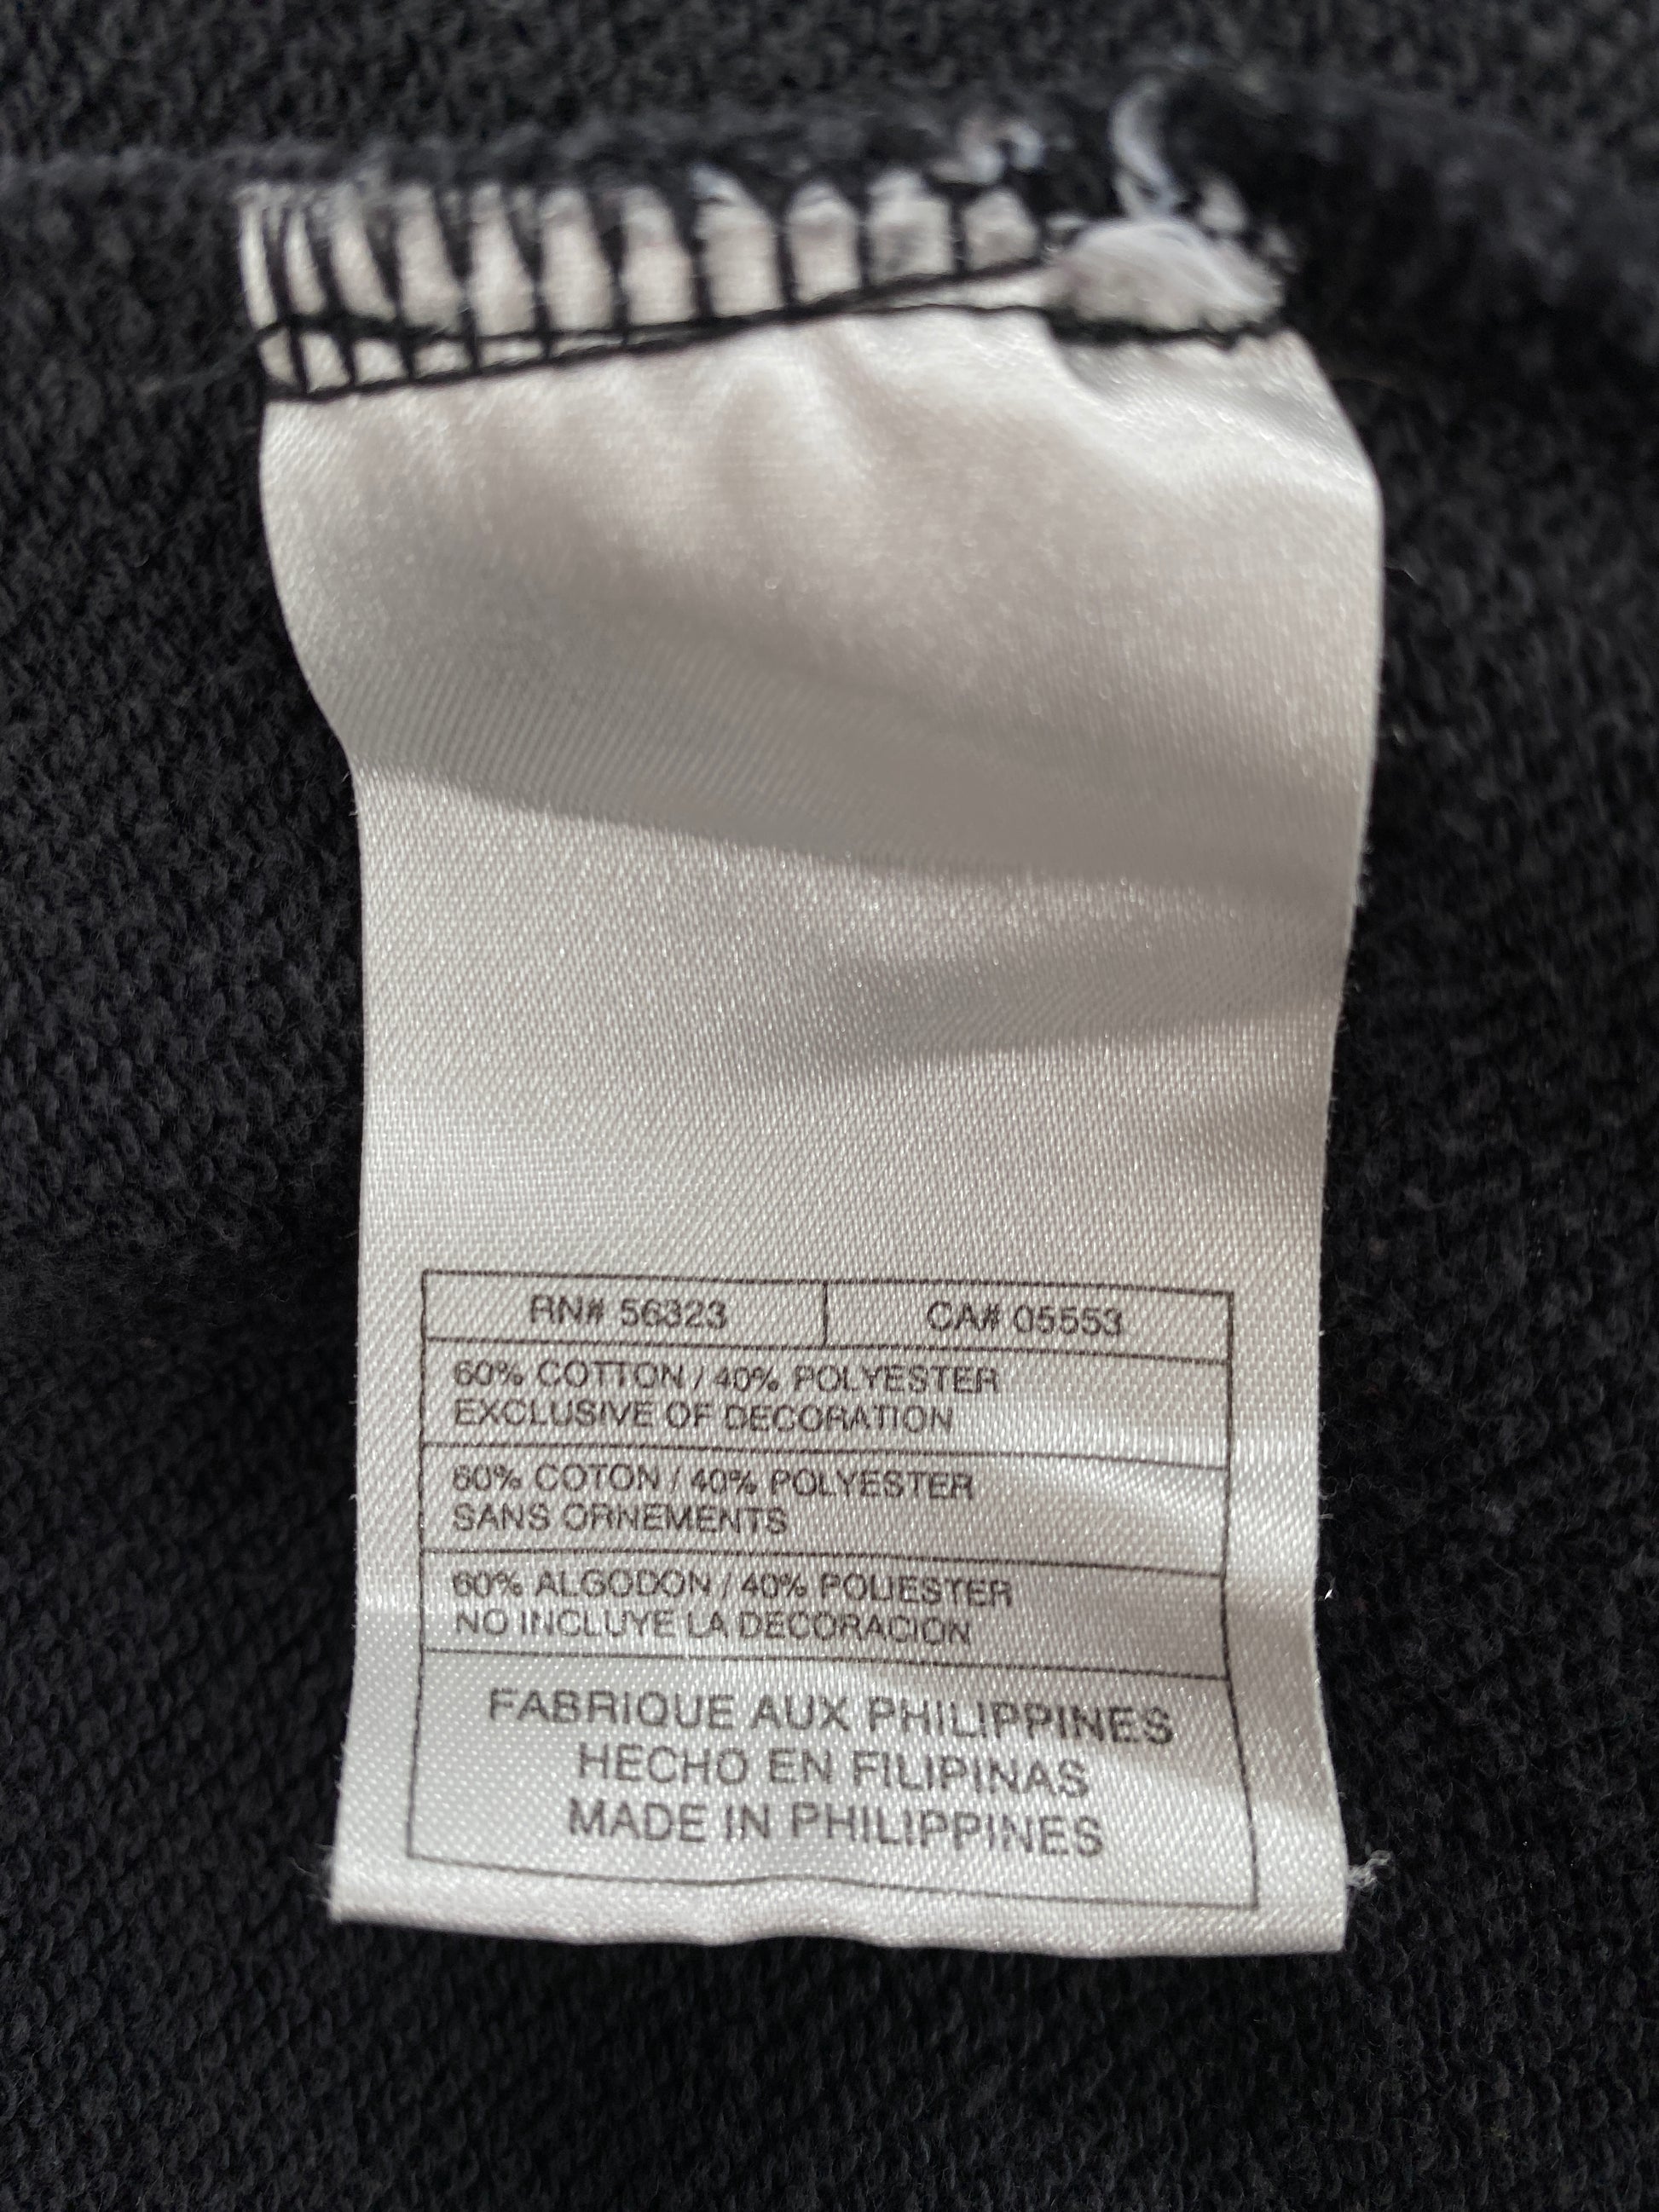 RN# 56323 CA# 05553
60% COTTON / 40% POLYESTER
EXCLUSIVE OF DECORATION
60% COTON / 40% POLYESTER
SANS ORNEMENTS
60% ALGODON / 40% POLIESTER
NO INCLUYE LA DECORACION
FABRIQUE AUX PHILIPPINES
HECHO EN FILIPINAS
MADE IN PHILIPPINES